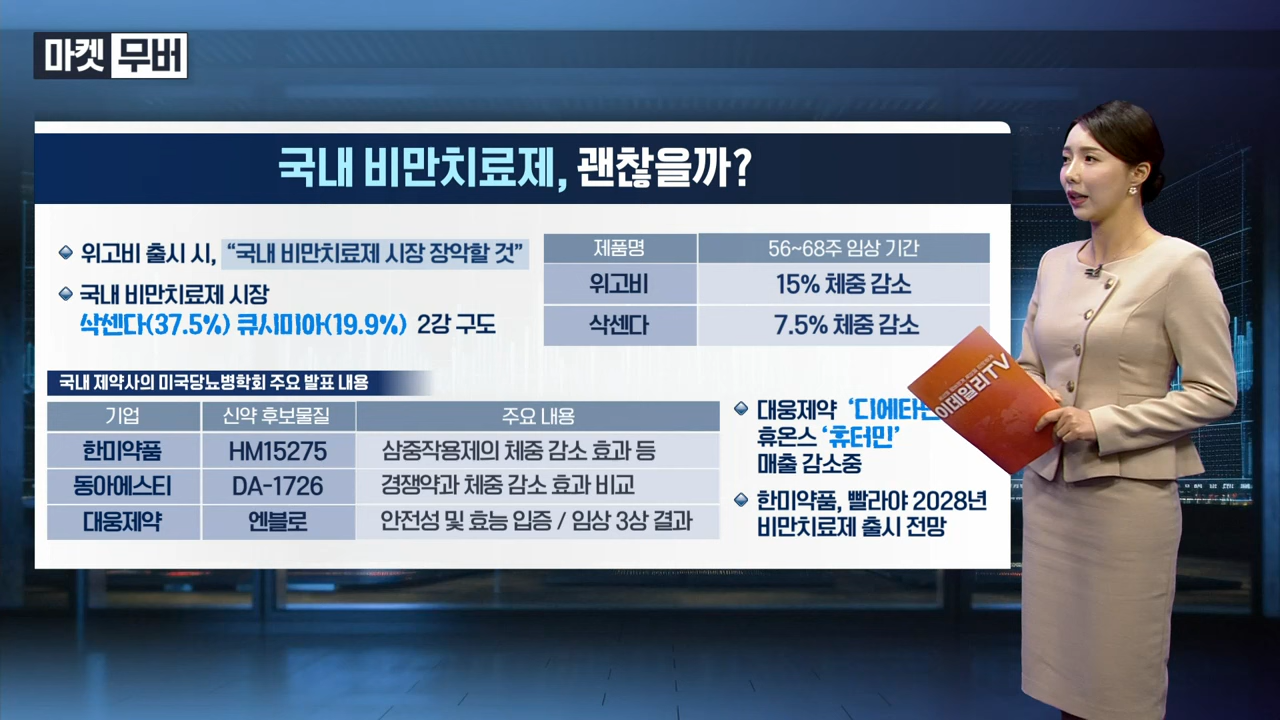 마켓무버
국내 비만치료제, 괜찮을까?
위고비 출시 시, “국내 비만치료제 시장 장악할 것”
국내 비만치료제 시장
삭센다(37.5%) 큐시미아(19.9%) 2강 구도
제품명 56~68주 임상 기간
위고비 15% 체중 감소
삭센다 7.5% 체중 감소
국내 제약사의 미국당뇨병학회 주요 발표 내용
기업 신약 후보물질 주요 내용
한미약품 HM15275 삼중작용제의 체중 감소 효과 등
동아에스티 DA-1726 경쟁약과 체중 감소 효과 비교
대웅제약 엔블로 안전성 및 효능 입증 / 임상 3상 결과
대웅제약
휴온스 ‘휴터민’
매출 감소중
한미약품, 빨라야 2028년
비만치료제 출시 전망
이데일리TV